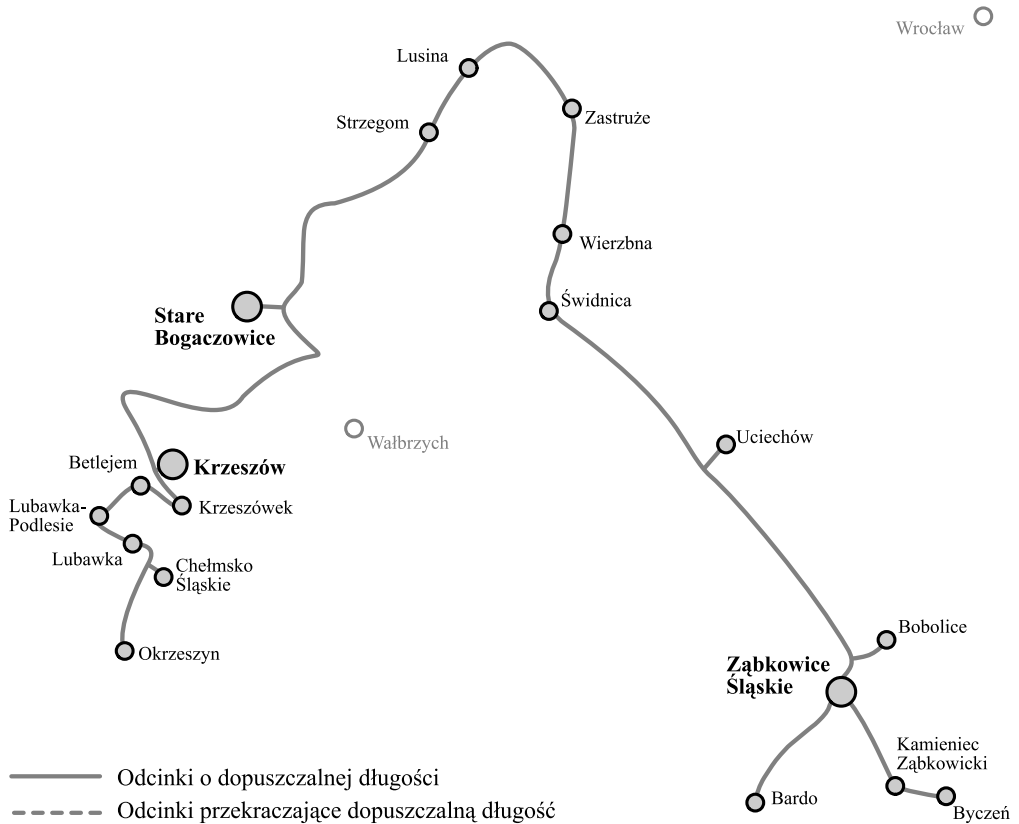 Wrocław
Lusina
Zastruże
Strzegom
Wierzbna
Świdnica
Stare
Bogaczowice
Uciechów
Wałbrzych
Betlejem
Krzeszów
Lubawka-
Podlesie
Krzeszówek
Lubawka
Chełmsko
Śląskie
Okrzeszyn
Bobolice
Ząbkowice
Śląskie
Kamieniec
Ząbkowicki
Bardo
Byczeń
Odcinki o dopuszczalnej długości
Odcinki przekraczające dopuszczalną długość